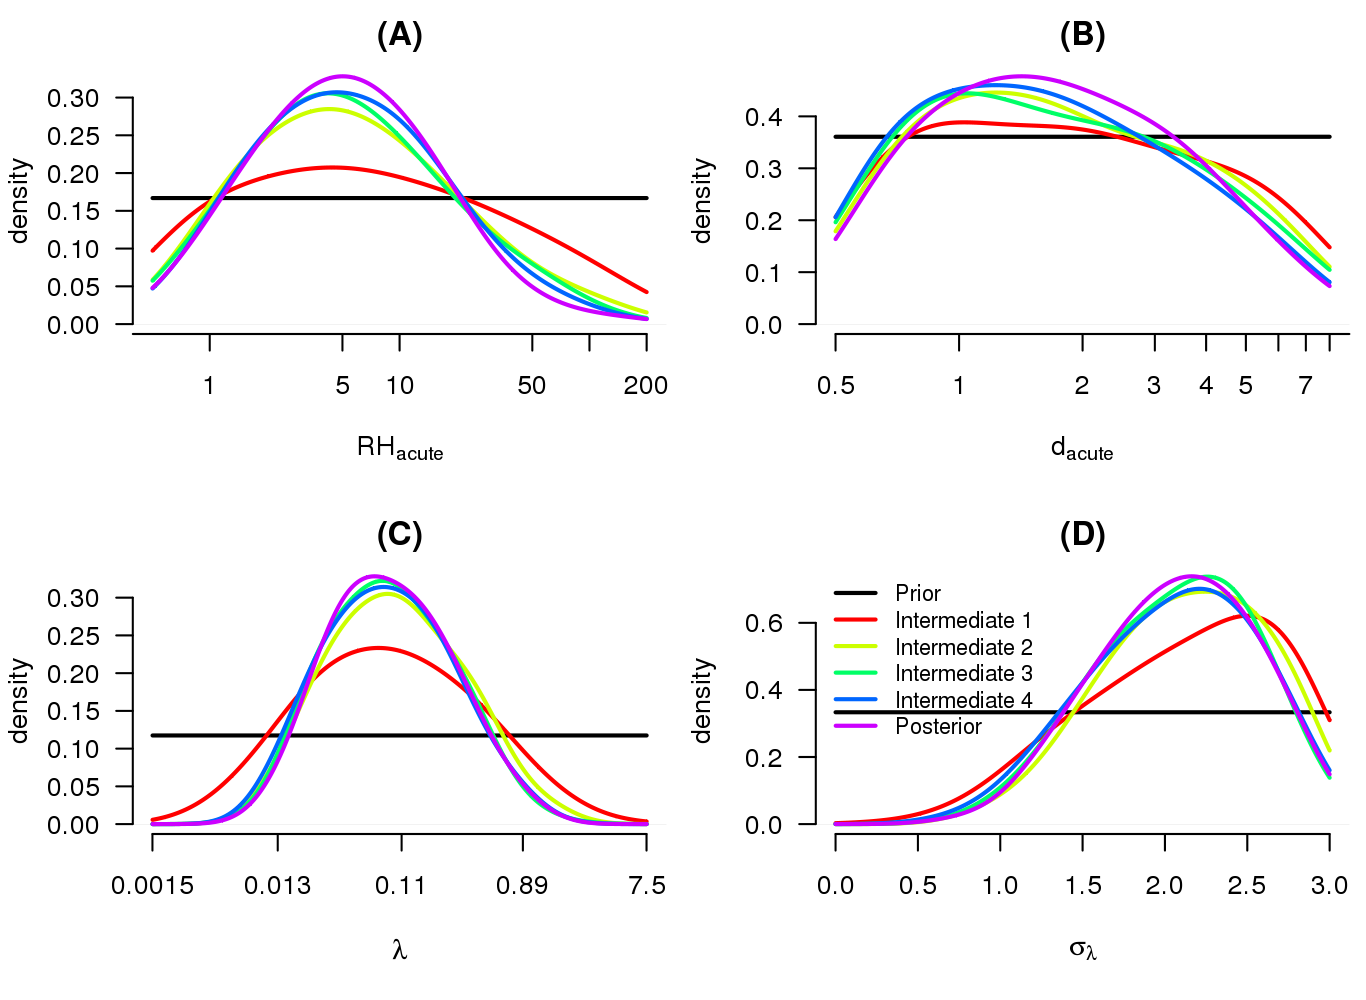 (A)
density
0.30
0.25
0.20
0.15
0.10
0.05
0.00
1 5 10 50 200
RHacute
(B)
density
0.4
0.3
0.2
0.1
0.0
0.5 1 2 3 4 5 7
dacute
(C)
density
0.30
0.25
0.20
0.15
0.10
0.05
0.00
0.0015 0.013 0.11 0.89 7.5
λ
(D)
density
0.6
0.4
0.2
0.0
Prior
Intermediate 1
Intermediate 2
Intermediate 3
Intermediate 4
Posterior
0.0 0.5 1.0 1.5 2.0 2.5 3.0
σλ